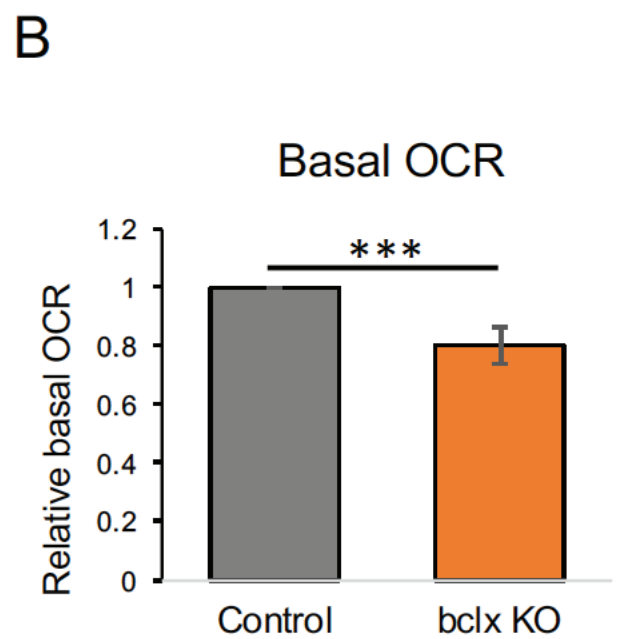 B
Basal OCR
Relative basal OCR
1.2
1
0.8
0.6
0.4
0.2
0
***
Control
bclx KO